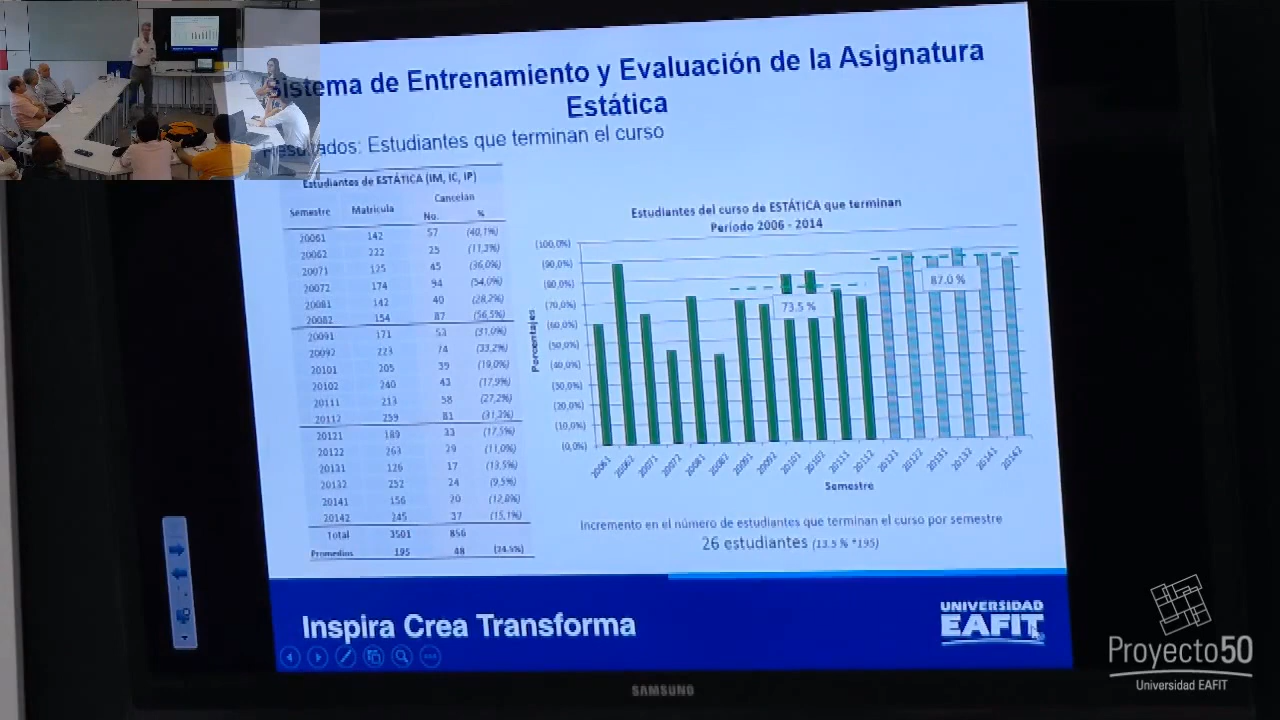 Sistema de Entrenamiento y Evaluación de la Asignatura
Estática
Resultados: Estudiantes que terminan el curso
Estudiantes de ESTÁTICA (IM, IC, IP)
Semestre Matrícula Cancelan
No. %
20061 142 57 (40,1%)
20062 222 25 (11,3%)
20071 125 45 (36,0%)
20072 174 94 (54,0%)
20081 142 40 (28,2%)
20082 154 87 (56,5%)
20091 171 53 (31,0%)
20092 223 74 (33,2%)
20101 205 39 (19,0%)
20102 240 43 (17,9%)
20111 213 58 (27,2%)
20112 259 81 (31,3%)
20121 189 33 (17,5%)
20122 263 29 (11,0%)
20131 126 17 (13,5%)
20132 252 24 (9,5%)
20141 156 20 (12,8%)
20142 245 37 (15,1%)
Total 3501 856
Promedios 195 48 (24,5%)
Estudiantes del curso de ESTÁTICA que terminan
Período 2006 - 2014
Porcentajes
(100,0%)
(90,0%)
(80,0%)
(70,0%)
(60,0%)
(50,0%)
(40,0%)
(30,0%)
(20,0%)
(10,0%)
(0,0%)
73.5 %
87.0 %
20061 20062 20071 20072 20081 20082 20091 20092 20101 20102 20111 20112 20121 20122 20131 20132 20141 20142
Semestre
Incremento en el número de estudiantes que terminan el curso por semestre
26 estudiantes (13.5 % *195)
Inspira Crea Transforma
UNIVERSIDAD
EAFIT
SAMSUNG
Proyecto50
Universidad EAFIT